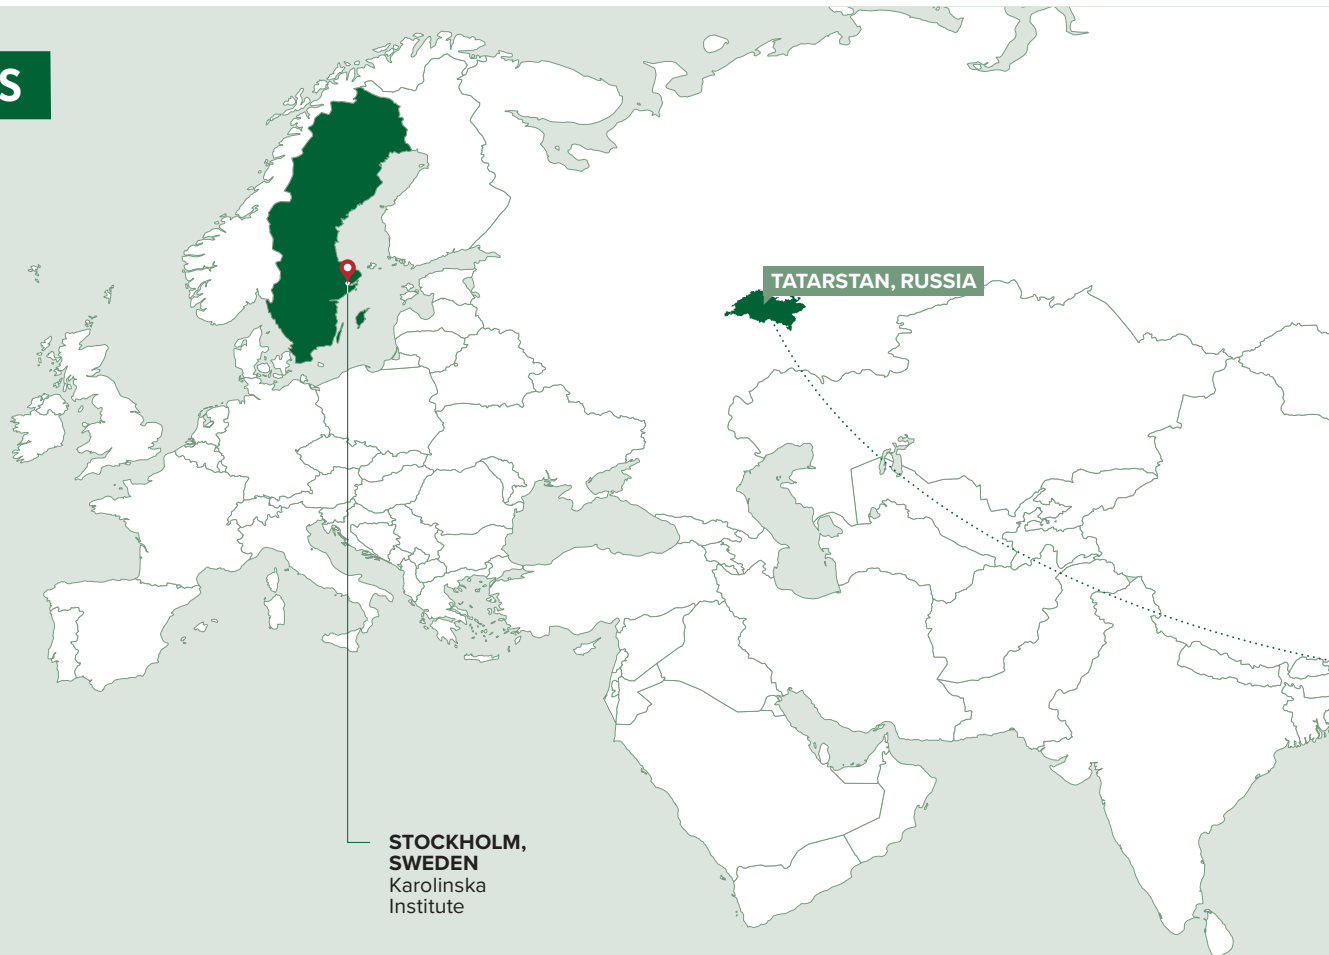 S
TATARSTAN, RUSSIA
STOCKHOLM,
SWEDEN
Karolinska
Institute